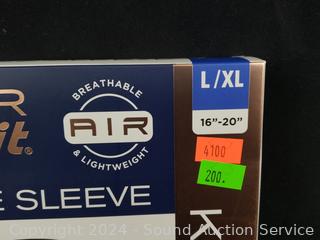 BREATHABLE
AIR
& LIGHTWEIGHT
L/XL
16"-20"
4100
200.
R
it®
E SLEEVE
K
Copyright 2024 - Sound Auction Service